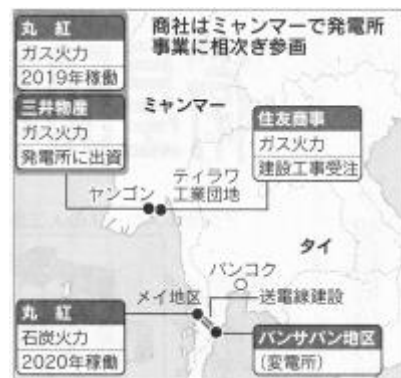 商社はミャンマーで発電所
事業に相次ぎ参画
丸 紅
ガス火力
2019年稼働
三井物産
ガス火力
発電所に出資
ミャンマー
住友商事
ガス火力
建設工事受注
ティラワ
工業団地
ヤンゴン
タイ
バンコク
メイ地区
送電線建設
丸 紅
石炭火力
2020年稼働
バンサパン地区
(変電所)